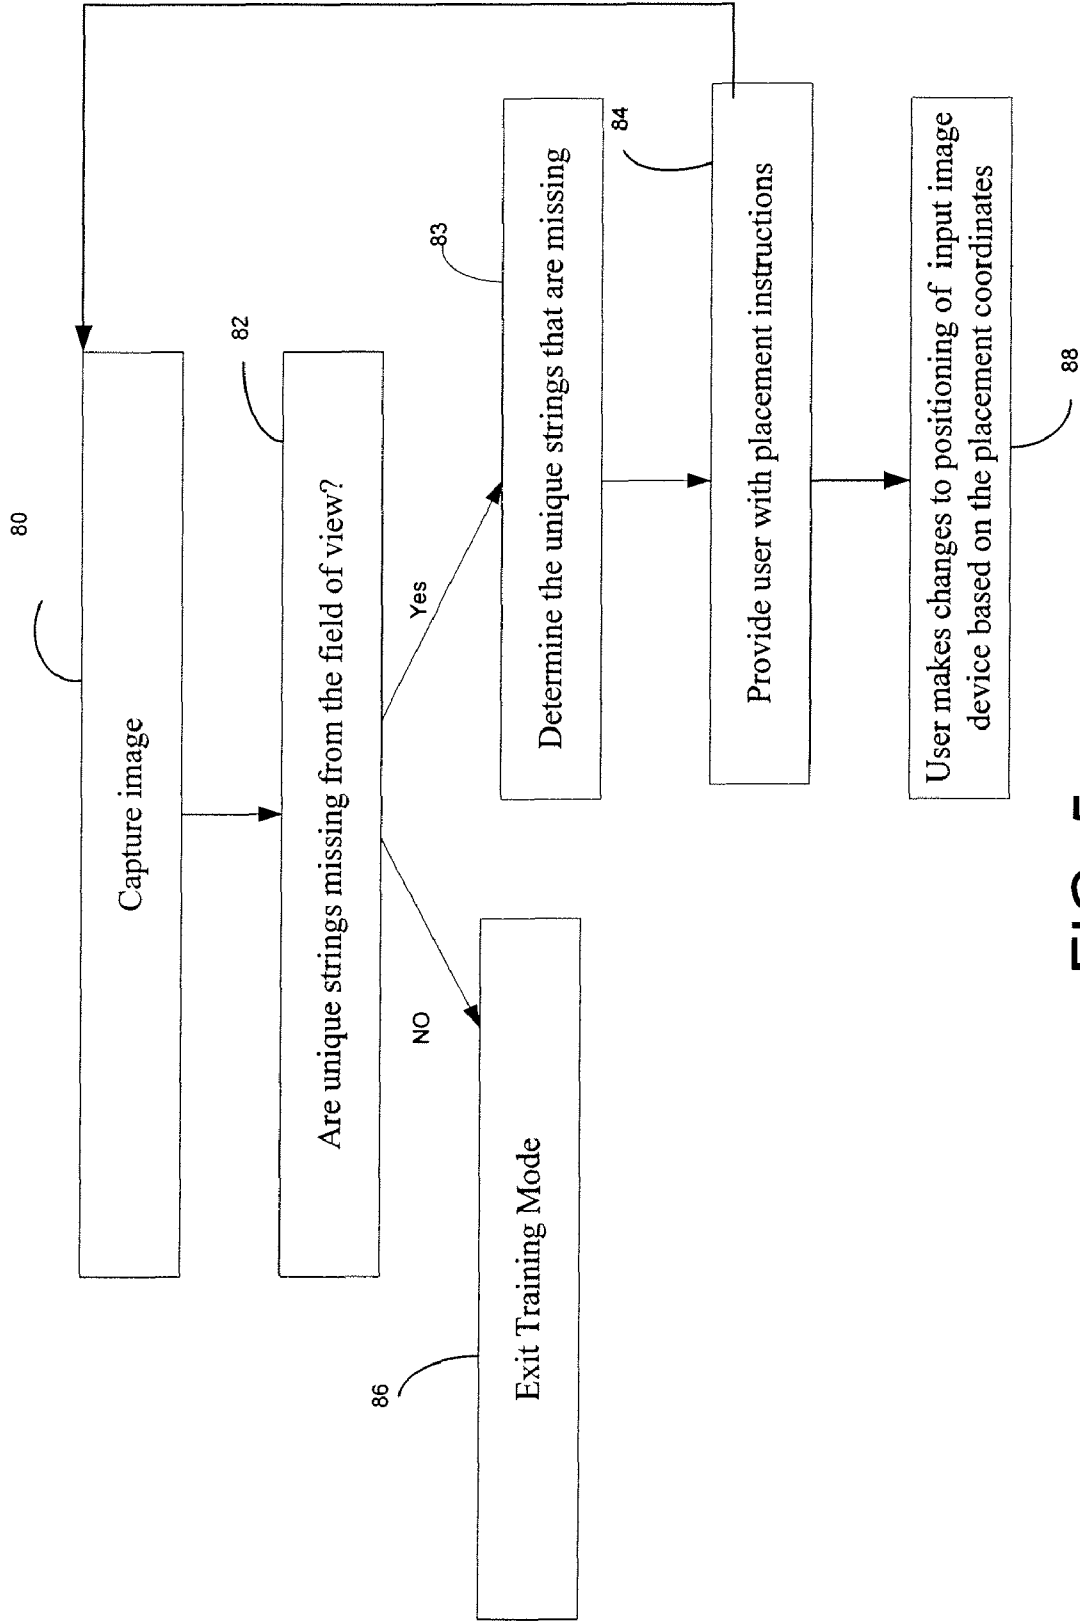 80
Capture image
82
Are unique strings missing from the field of view?
NO
Yes
86
Exit Training Mode
83
Determine the unique strings that are missing
84
Provide user with placement instructions
User makes changes to positioning of input image
device based on the placement coordinates
88
FIG. 5